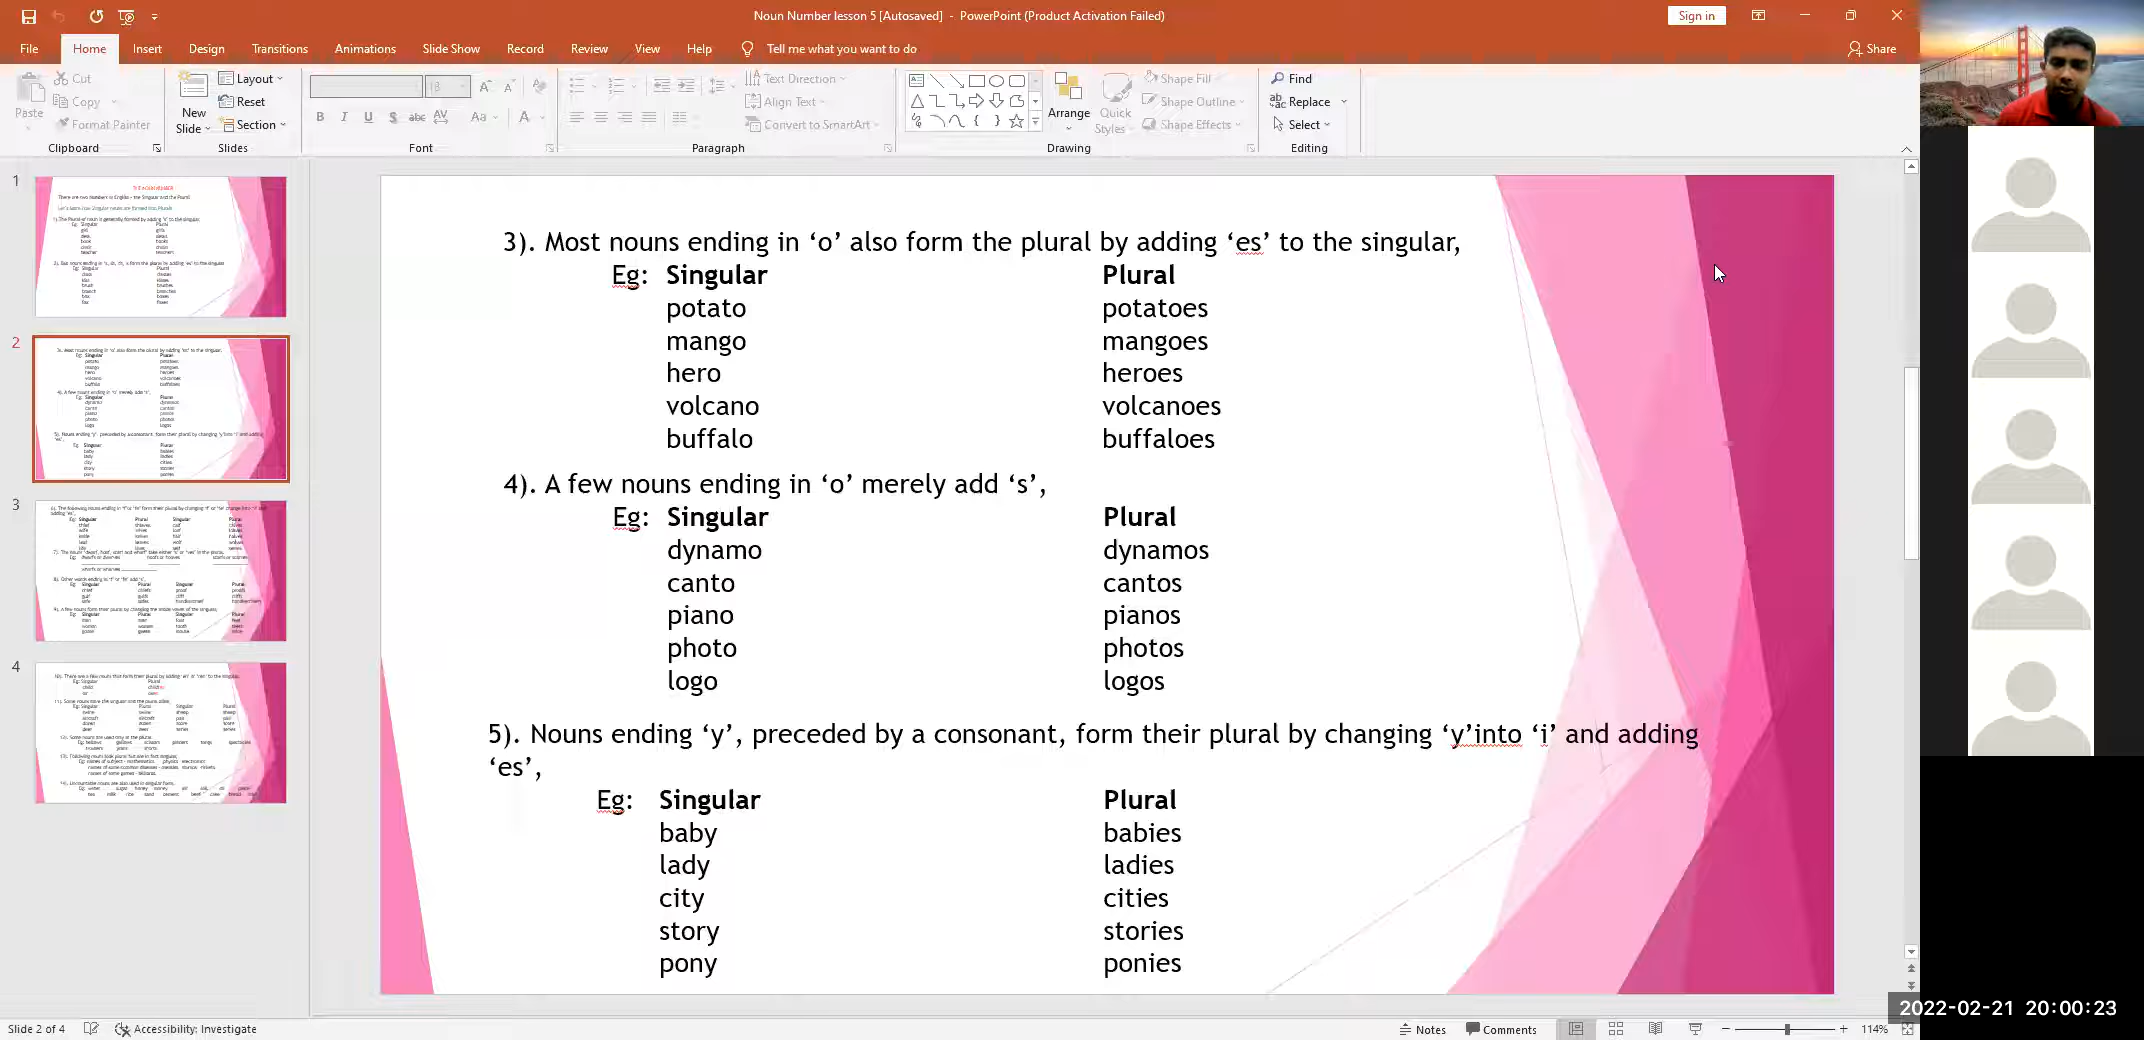 Noun Number lesson 5 [Autosaved] - PowerPoint (Product Activation Failed)
Sign in
File Home Insert Design Transitions Animations Slide Show Record Review View Help Tell me what you want to do Share
Paste Cut Copy Format Painter
New Slide Layout Reset Section
18
B I U S abc AV Aa A
Text Direction Align Text Convert to SmartArt
Arrange Quick Styles Shape Fill Shape Outline Shape Effects
Find Replace Select
Clipboard Slides Font Paragraph Drawing Editing
1
2
3
4
3). Most nouns ending in ‘o’ also form the plural by adding ‘es’ to the singular,
Eg: Singular Plural
potato potatoes
mango mangoes
hero heroes
volcano volcanoes
buffalo buffaloes
4). A few nouns ending in ‘o’ merely add ‘s’,
Eg: Singular Plural
dynamo dynamos
canto cantos
piano pianos
photo photos
logo logos
5). Nouns ending ‘y’, preceded by a consonant, form their plural by changing ‘y’into ‘i’ and adding
‘es’,
Eg: Singular Plural
baby babies
lady ladies
city cities
story stories
pony ponies
2022-02-21 20:00:23
Slide 2 of 4 Accessibility: Investigate Notes Comments 114%